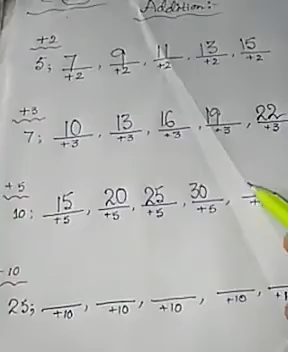 Addition:-
+2
5; 7, 9, 11, 13, 15
+2 +2 +2 +2 +2
+3
7; 10, 13, 16, 19, 22
+3 +3 +3 +3 +3
+5
10; 15, 20, 25, 30,
+5 +5 +5 +5
10
25; , , , ,
+10 +10 +10 +10